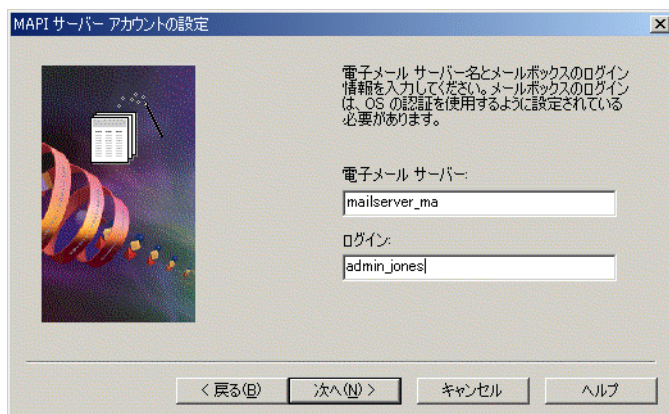 MAPI サーバー アカウントの設定
電子メール サーバー名とメールボックスのログイン
情報を入力してください。メールボックスのログイン
は、OS の認証を使用するように設定されている
必要があります。
電子メール サーバー:
mailserver_ma
ログイン:
admin_jones
< 戻る(B)
次へ(N) >
キャンセル
ヘルプ